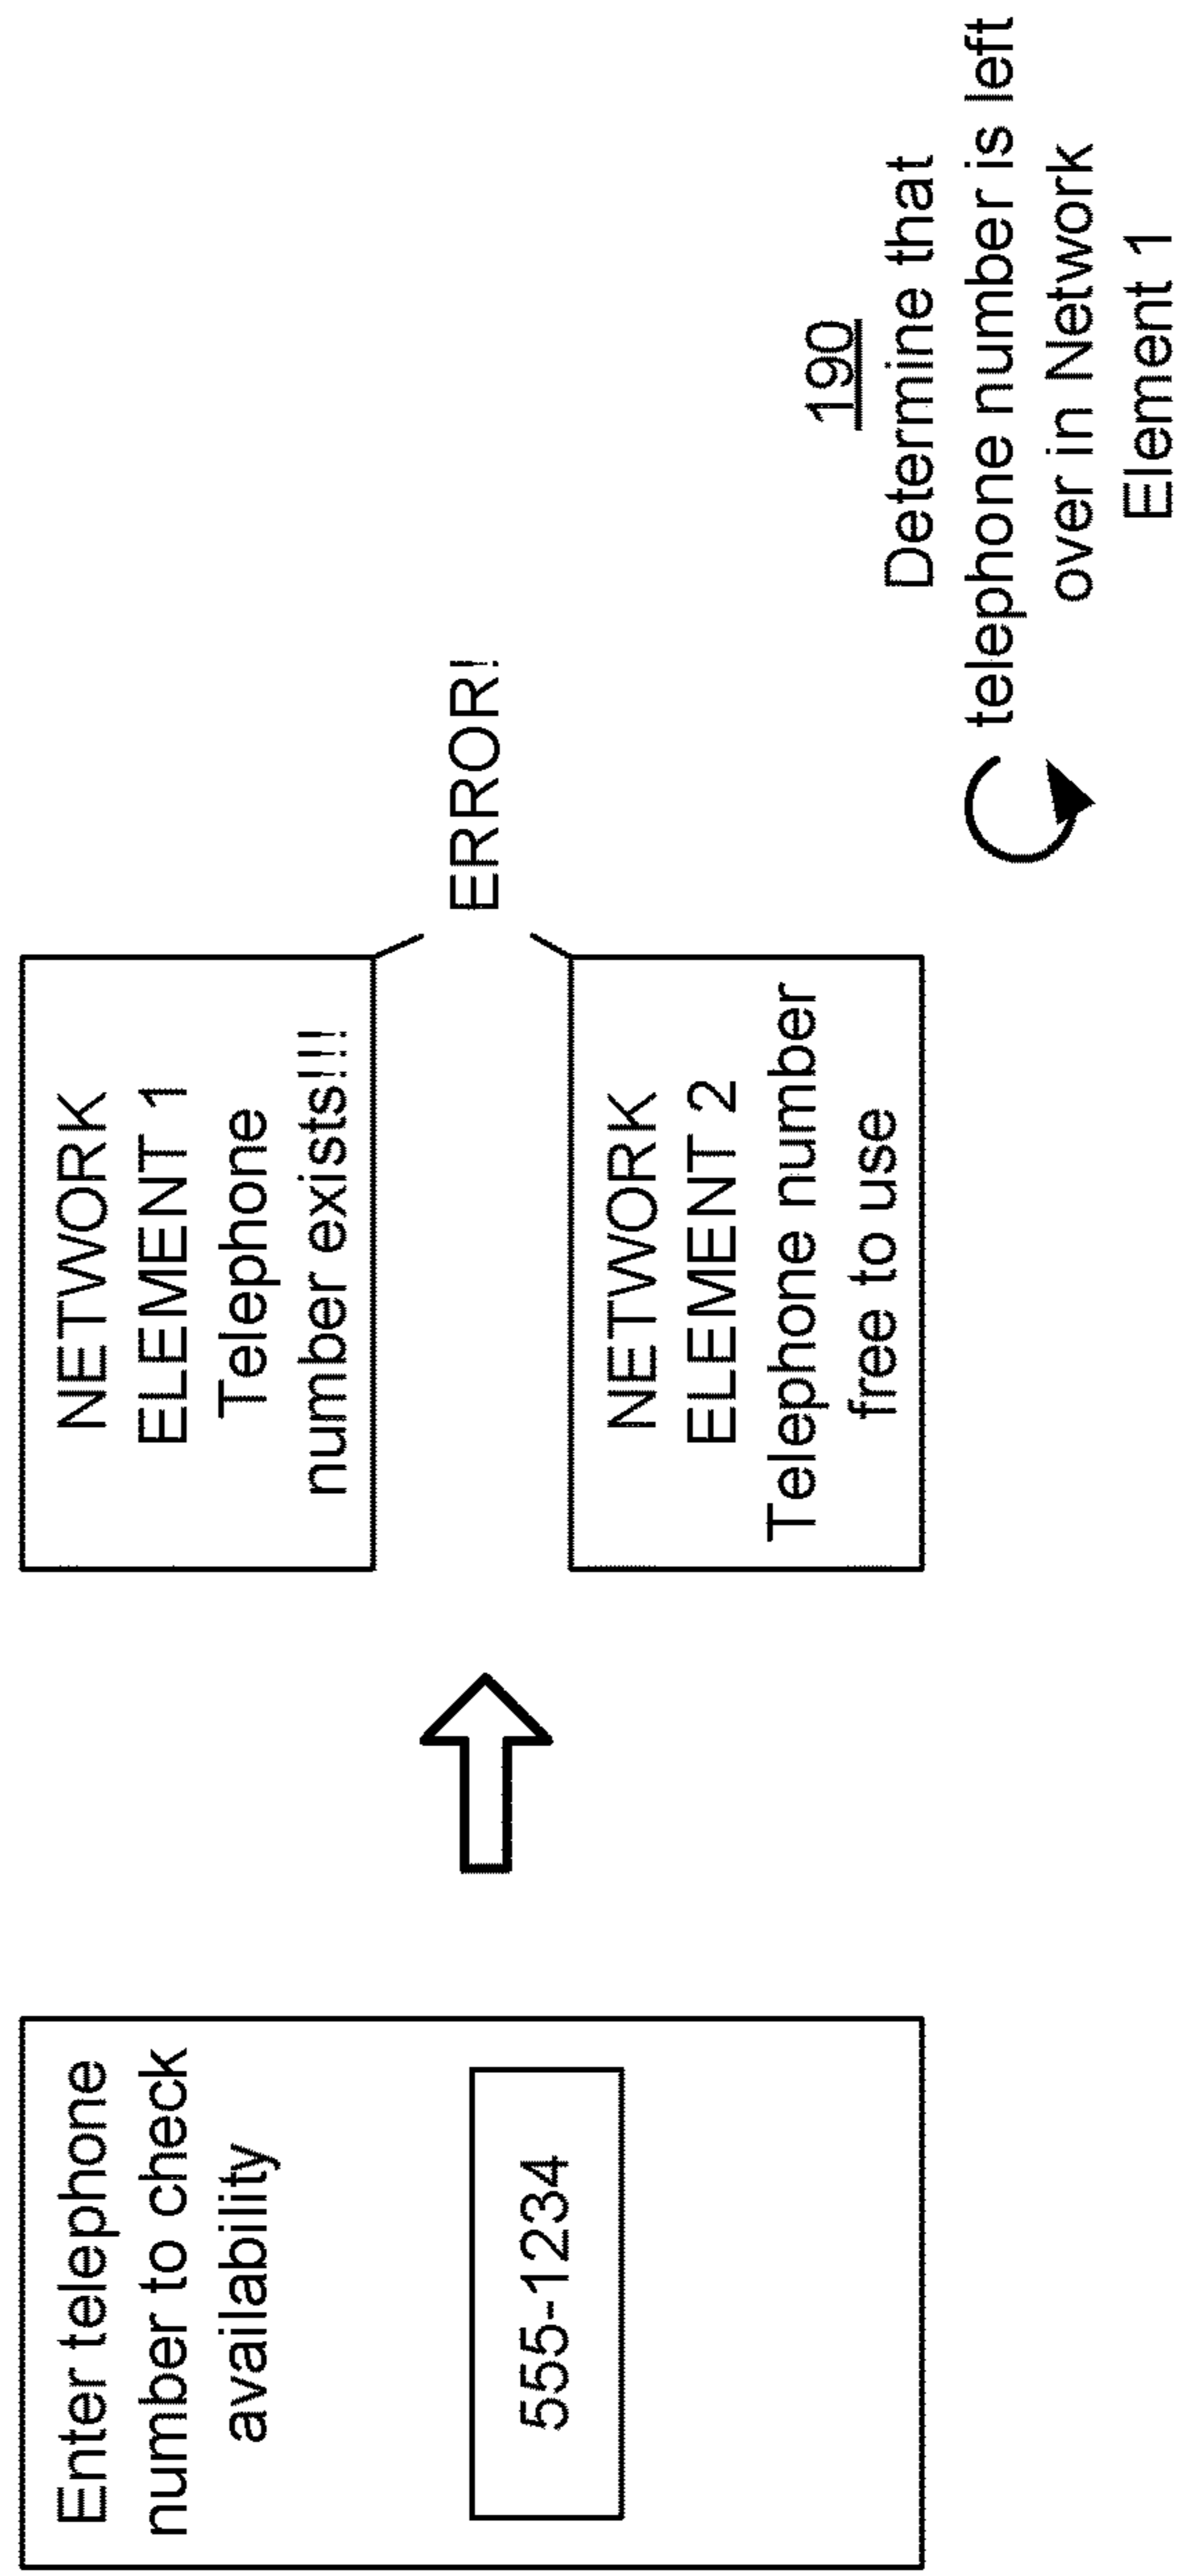 Enter telephone
number to check
availability
555-1234
NETWORK
ELEMENT 1
Telephone
number exists!!!
NETWORK
ELEMENT 2
Telephone number
free to use
ERROR!
190
Determine that
telephone number is left
over in Network
Element 1